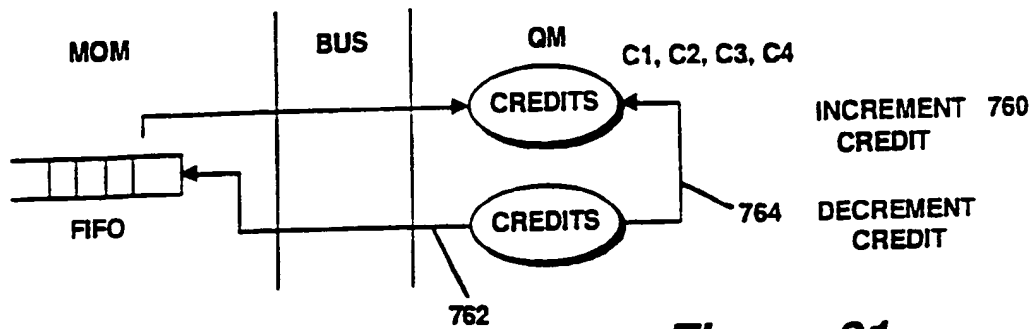 MOM
BUS
QM
C1, C2, C3, C4
CREDITS
INCREMENT 760
CREDIT
FIFO
CREDITS
764
DECREMENT
CREDIT
762